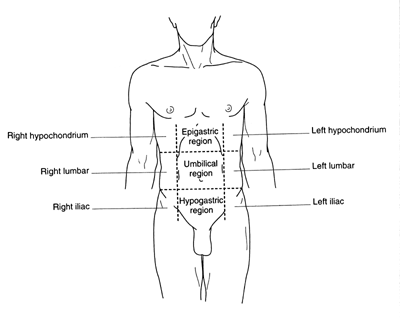 Epigastric
region
Right hypochondrium
Left hypochondrium
Umbilical
region
Right lumbar
Left lumbar
Hypogastric
region
Right iliac
Left iliac